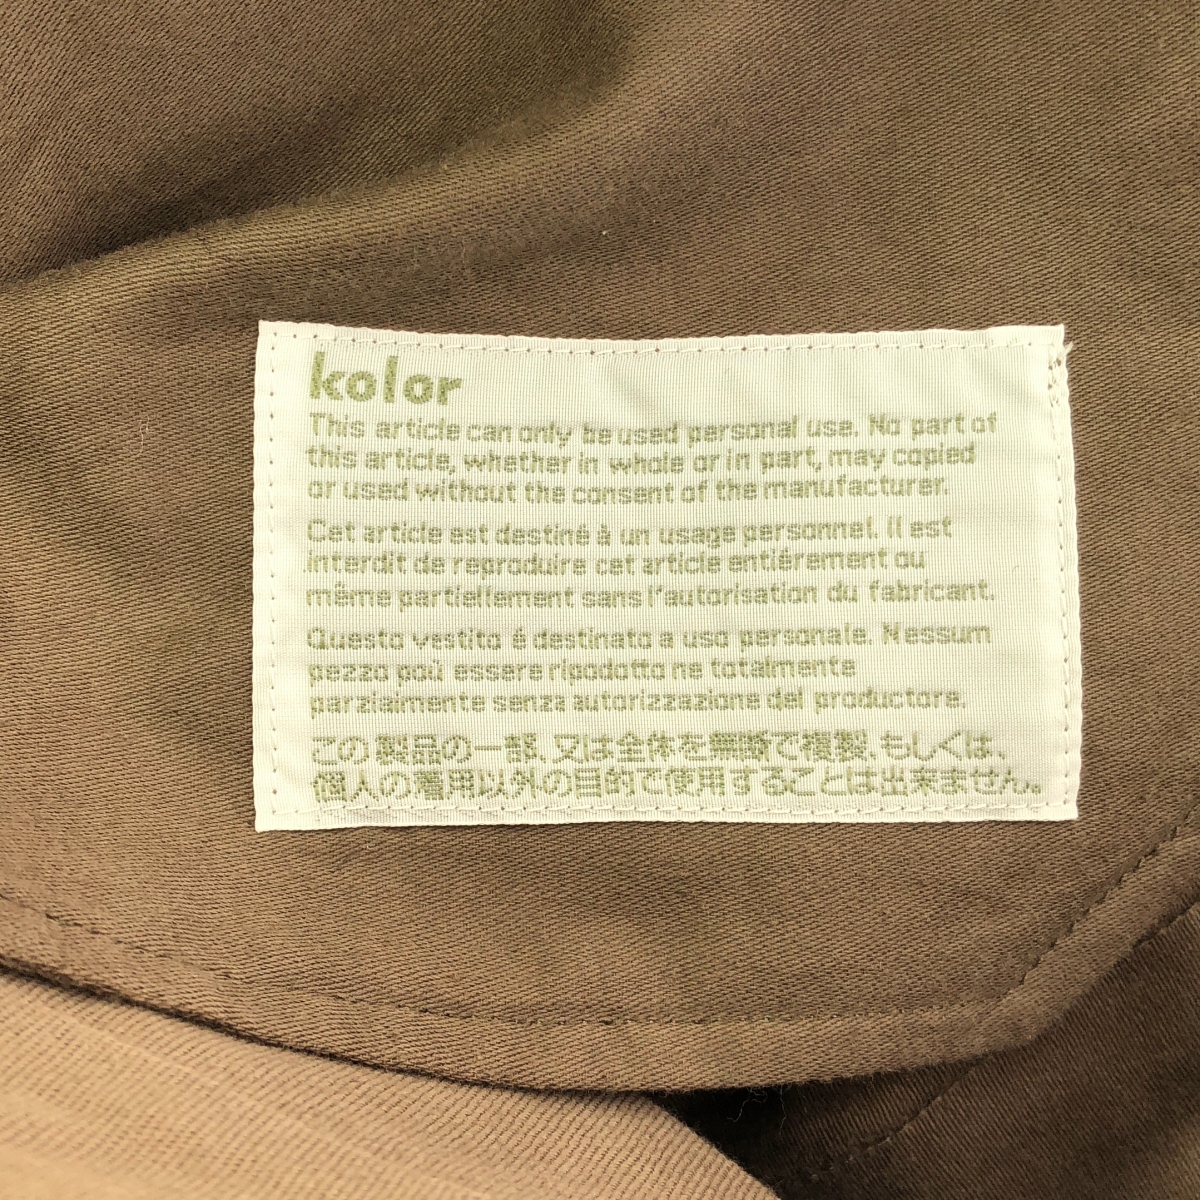 kolor
This article can only be used personal use. No part of
this article, whether in whole or in part, may copied
or used without the consent of the manufacturer.
Cet article est destiné à un usage personnel. Il est
interdit de reproduire cet article entiérement ou
même partiellement sans l'autorisation du fabricant.
Questo vestito é destinato a uso personale. Nessum
pezzo poù essere ripodotto ne totalmente
parzialmente senza autorizzazione del productore.
この製品の一部、又は全体を無断で複製、もしくは、
個人の着用以外の目的で使用することは出来ません。